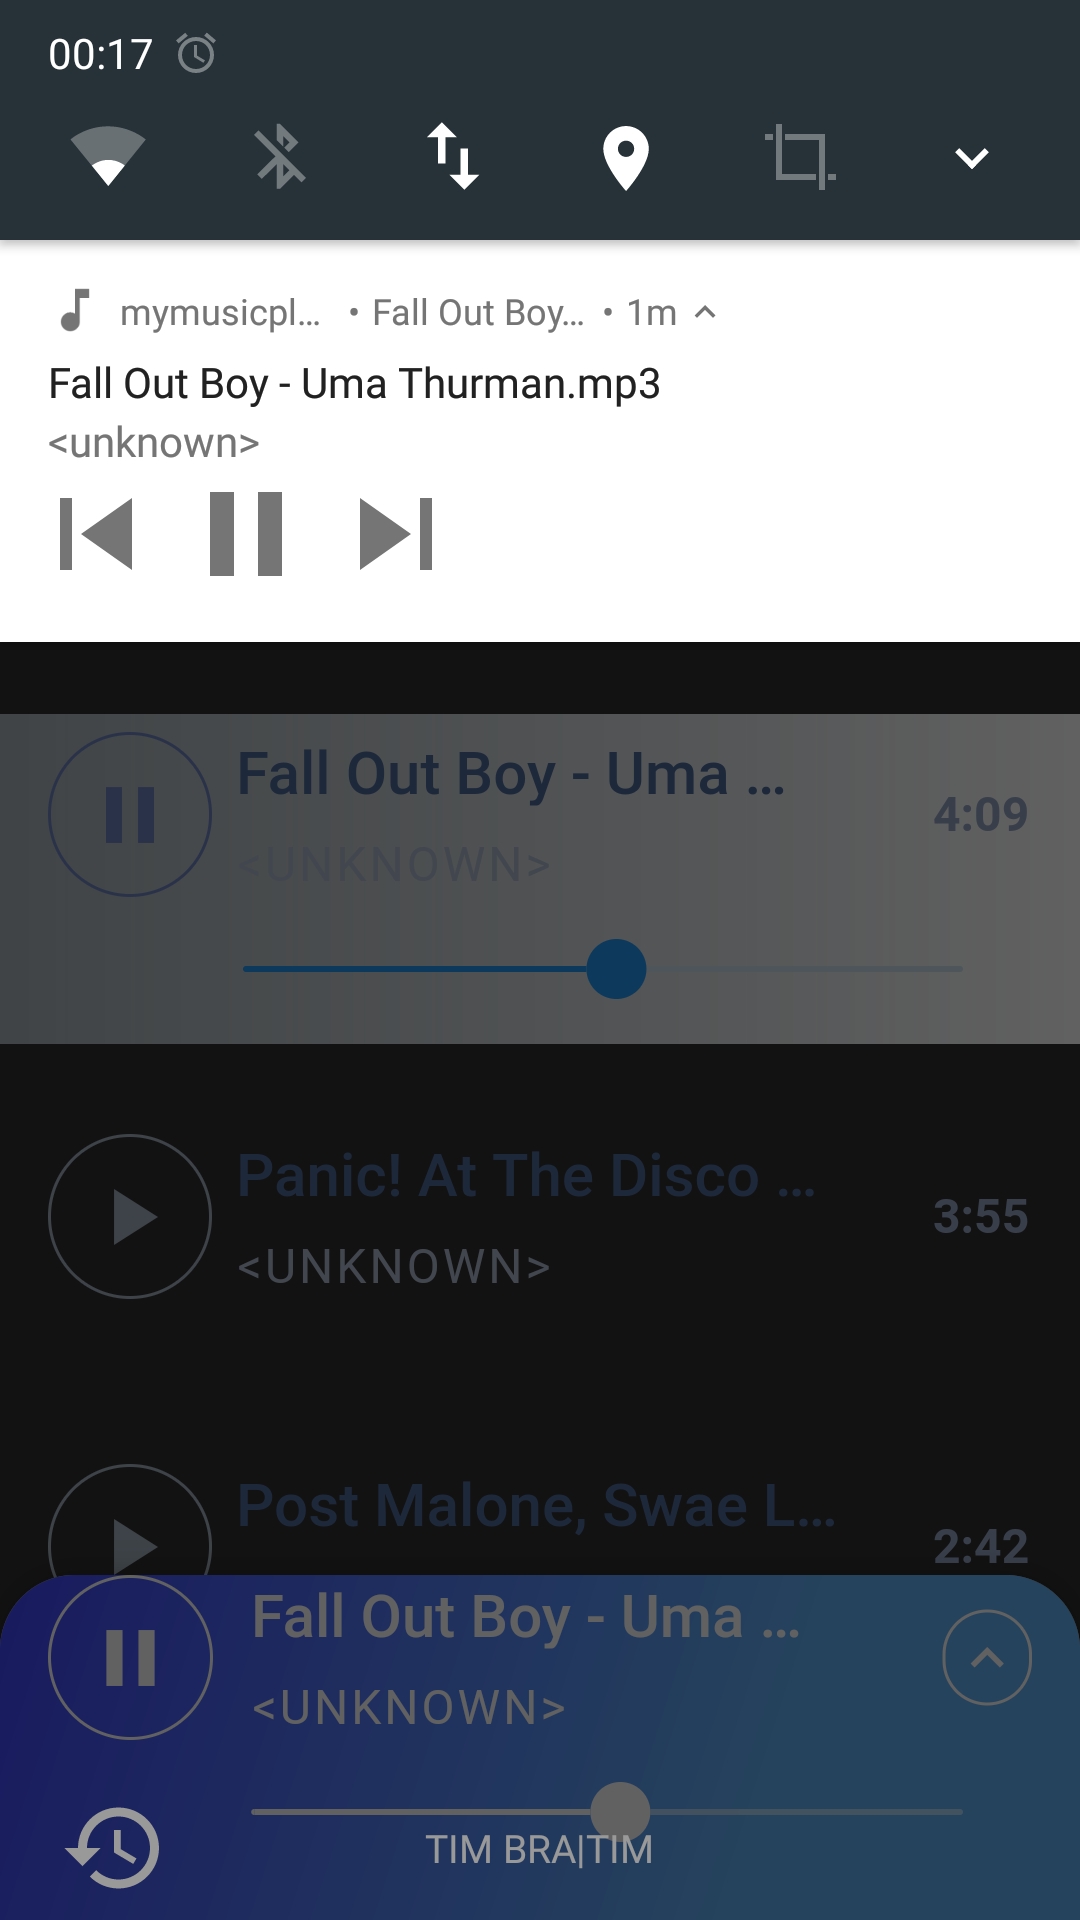 00:17
mymusicpl... • Fall Out Boy... • 1m
Fall Out Boy - Uma Thurman.mp3
<unknown>
Fall Out Boy - Uma ...
4:09
<UNKNOWN>
Panic! At The Disco ...
3:55
<UNKNOWN>
Post Malone, Swae L...
2:42
Fall Out Boy - Uma ...
<UNKNOWN>
TIM BRA|TIM